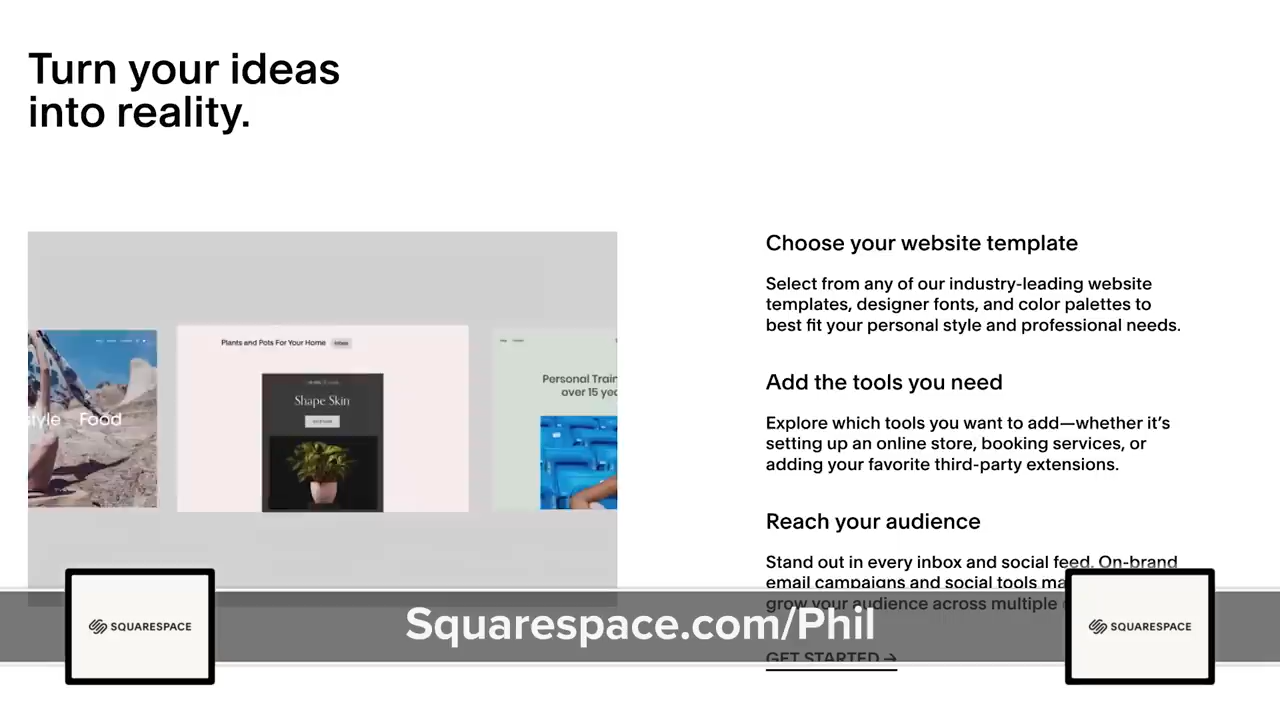 Turn your ideas
into reality.
Choose your website template
Select from any of our industry-leading website
templates, designer fonts, and color palettes to
best fit your personal style and professional needs.
Add the tools you need
Explore which tools you want to add—whether it's
setting up an online store, booking services, or
adding your favorite third-party extensions.
Reach your audience
Stand out in every inbox and social feed. On-brand
email campaigns and social tools
grow your audience across multiple
GET STARTED →
Plants and Pots For Your Home
Shape Skin
Food
Personal
over 15
SQUARESPACE
Squarespace.com/Phil
SQUARESPACE